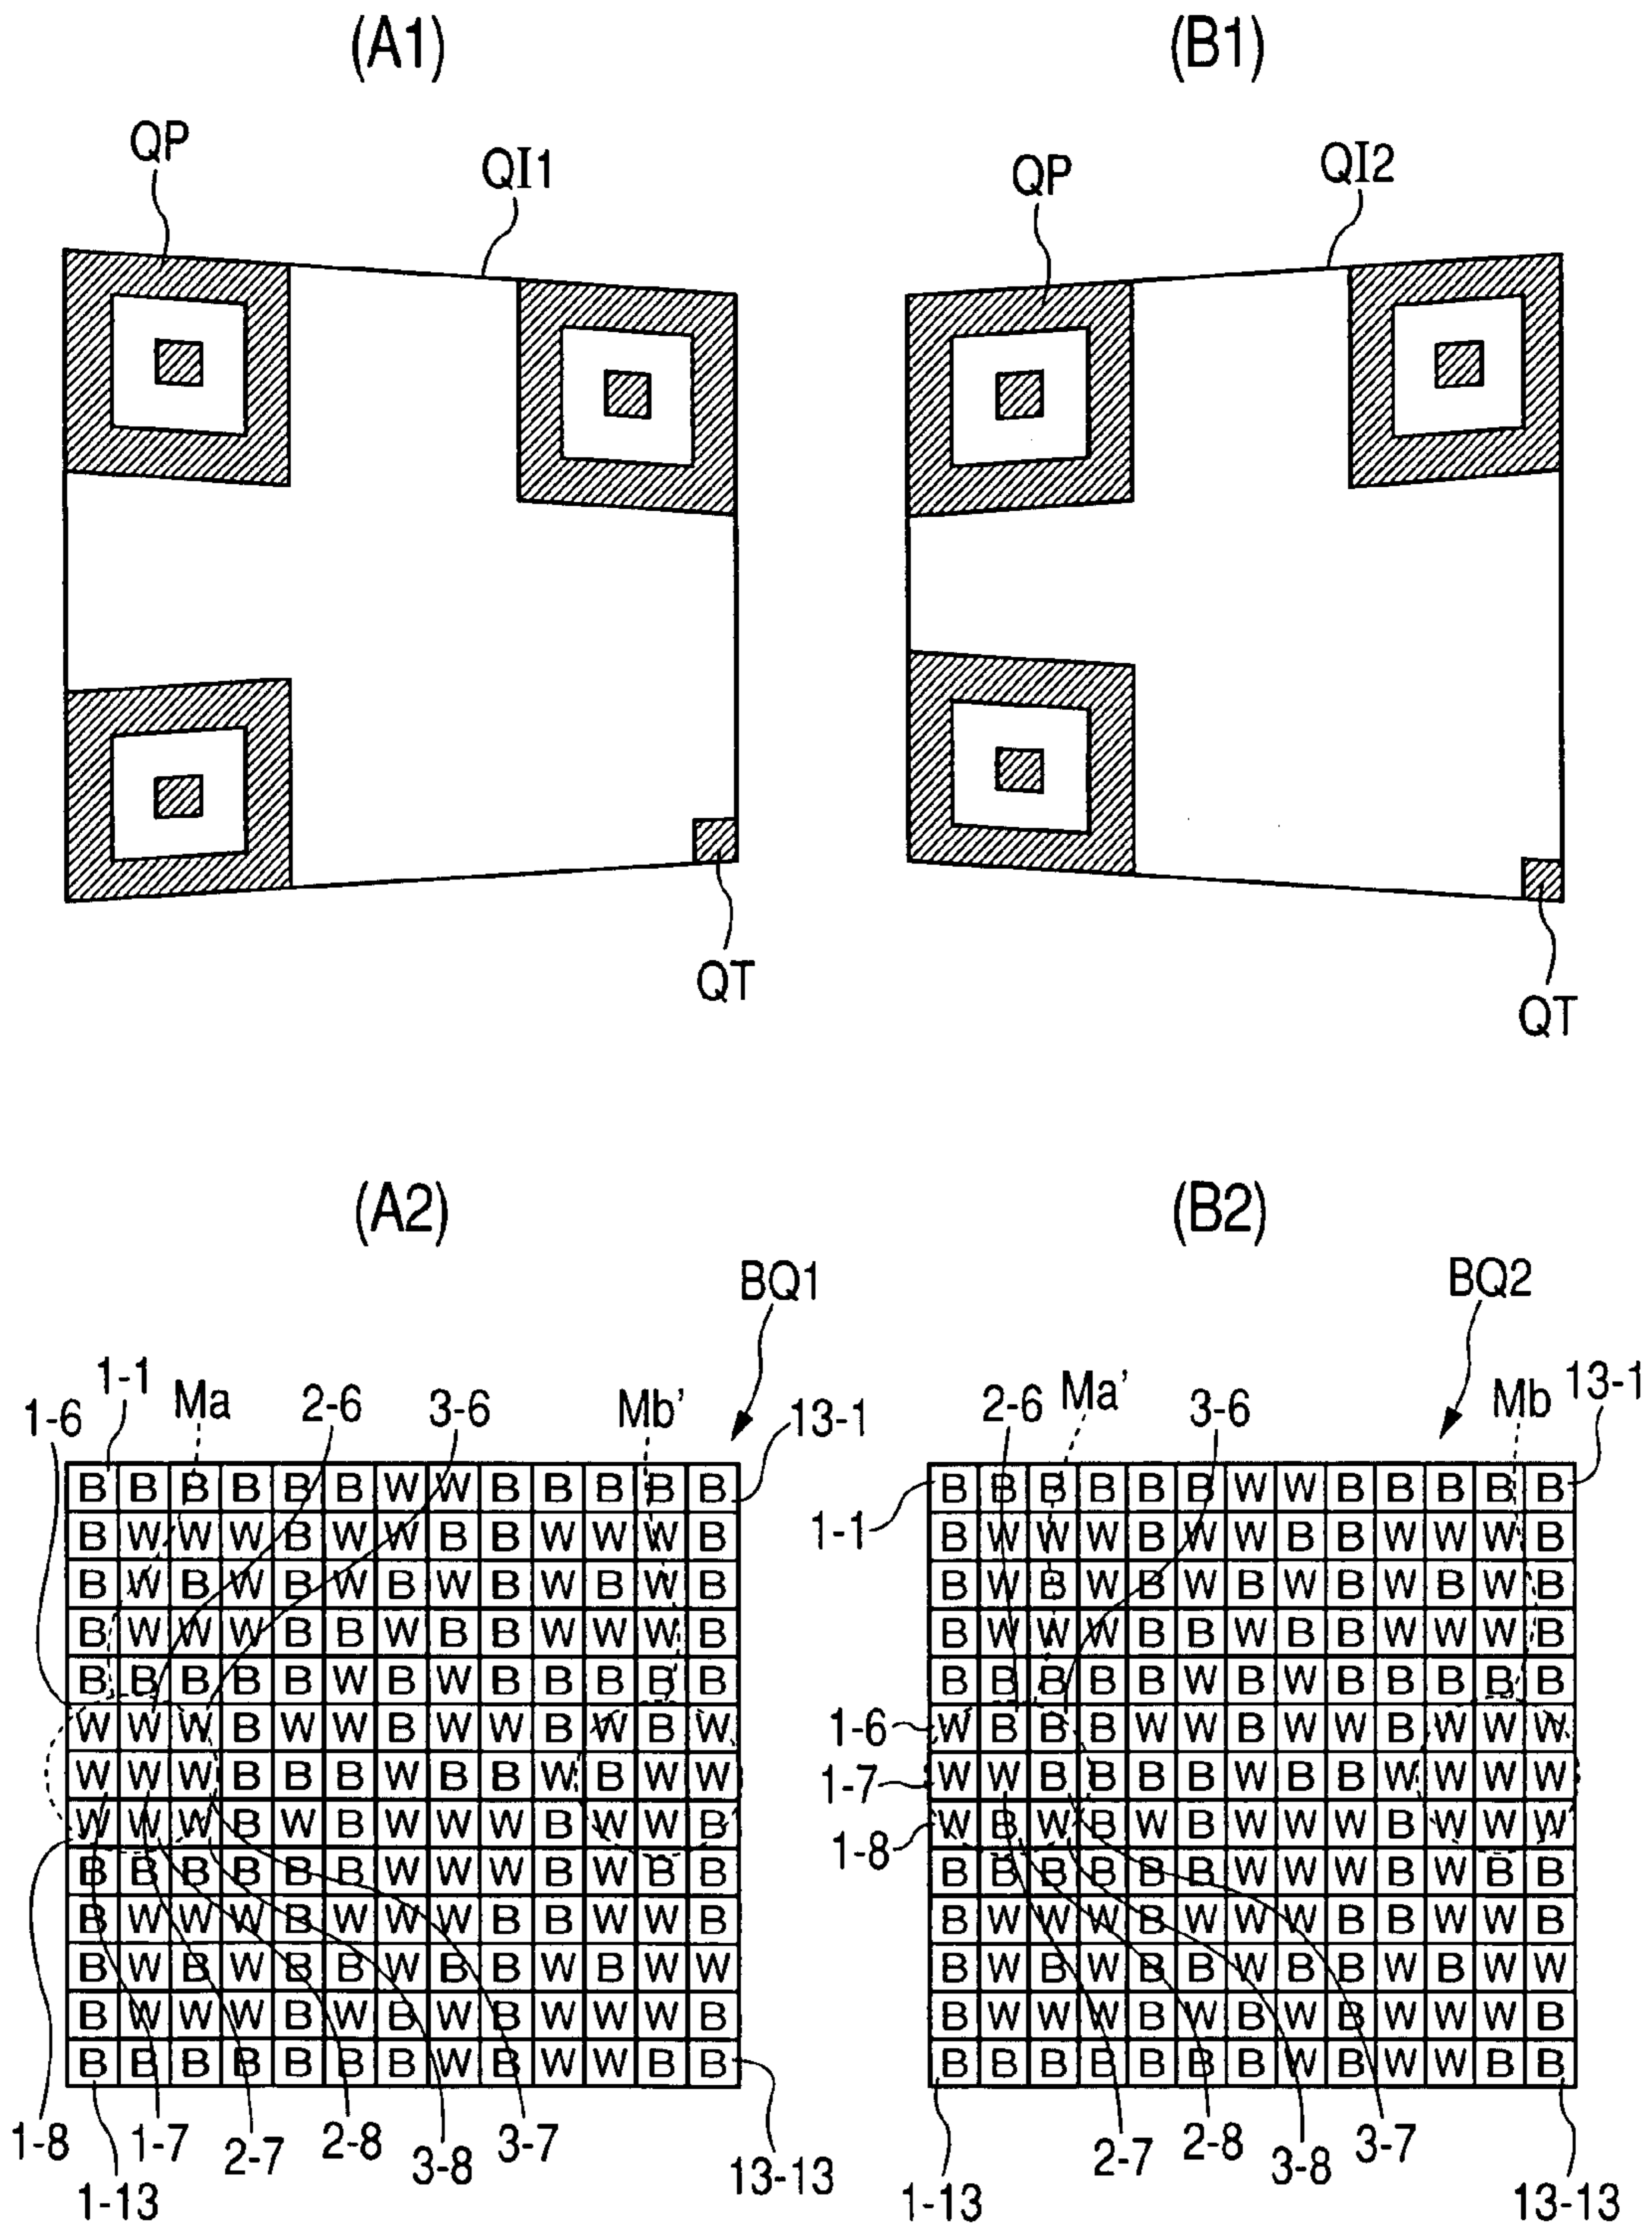 (A1) (B1)
QP QI1 QP QI2
QT QT
(A2) (B2)
BQ1 BQ2
1-6 1-1 Ma 2-6 3-6 Mb' 13-1
2-6 Ma' 3-6 Mb 13-1
1-1
B B B B B B W W B B B B B
B W W W B W W B B W W W B
B W B W B W B W B W B W B
B W W W B B W B B W W W B
B B B B B W B W B B B B B
W W W B W W B W W B W B W
W W W B B B W B B W B W W
W W W B W B W W W B W W B
B B B B B B W W W B W B B
B W W W B W W W B B W W B
B W B W B B W B B W B W W
B W W W B W B W B W W W B
B B B B B B B W B W W B B
1-8 1-7 2-7 2-8 3-8 3-7
1-13 13-13
B B B B B B W W B B B B B
B W W W B W W B B W W W B
B W B W B W B W B W B W B
B W W W B B W B B W W W B
B B B B B W B W B B B B B
1-6 W B B B W W B W W B W W W
1-7 W W B B B B W B B W W W W
1-8 W B W B W B W W W B W W W
B B B B B B W W W B W B B
B W W W B W W W B B W W B
B W B W B B W B B W B W W
B W W W B W B W B W W W B
B B B B B B B W B W W B B
2-7 2-8 3-8 3-7
1-13 13-13